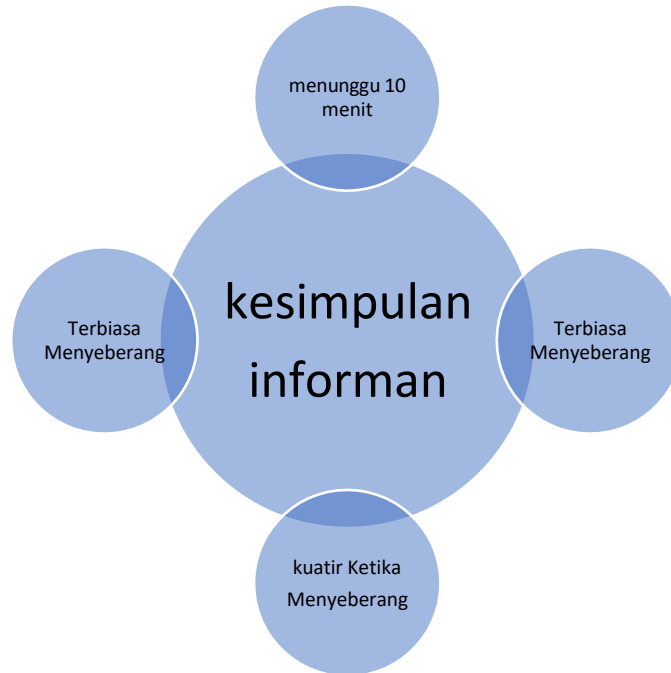 menunggu 10
menit
kesimpulan
informan
Terbiasa
Menyeberang
Terbiasa
Menyeberang
kuatir Ketika
Menyeberang